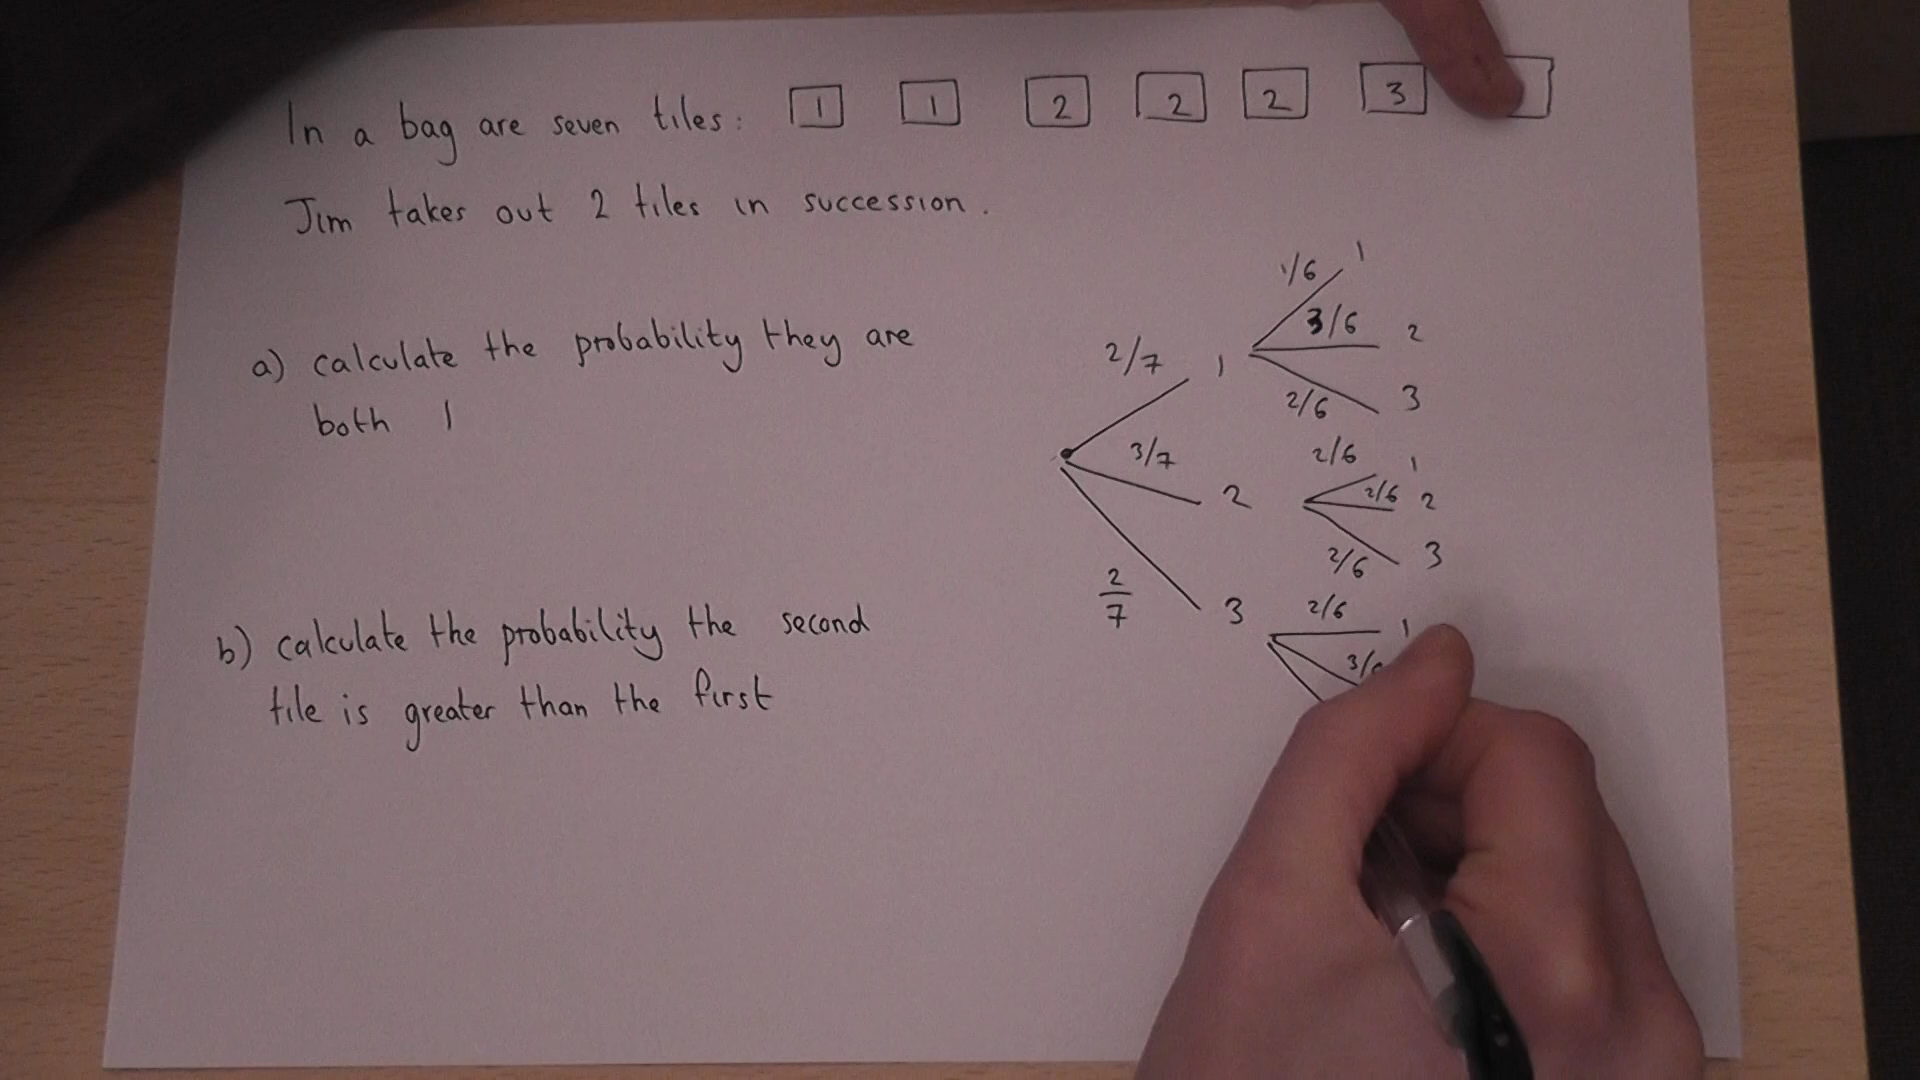 In a bag are seven tiles: 1 1 2 2 2 3
Jim takes out 2 tiles in succession.
a) calculate the probability they are
both 1
b) calculate the probability the second
tile is greater than the first
1/6 1
3/6 2
2/7 1
2/6 3
3/7
2/6 1
2/6 2
2
2/6 3
2/7
3
2/6 1